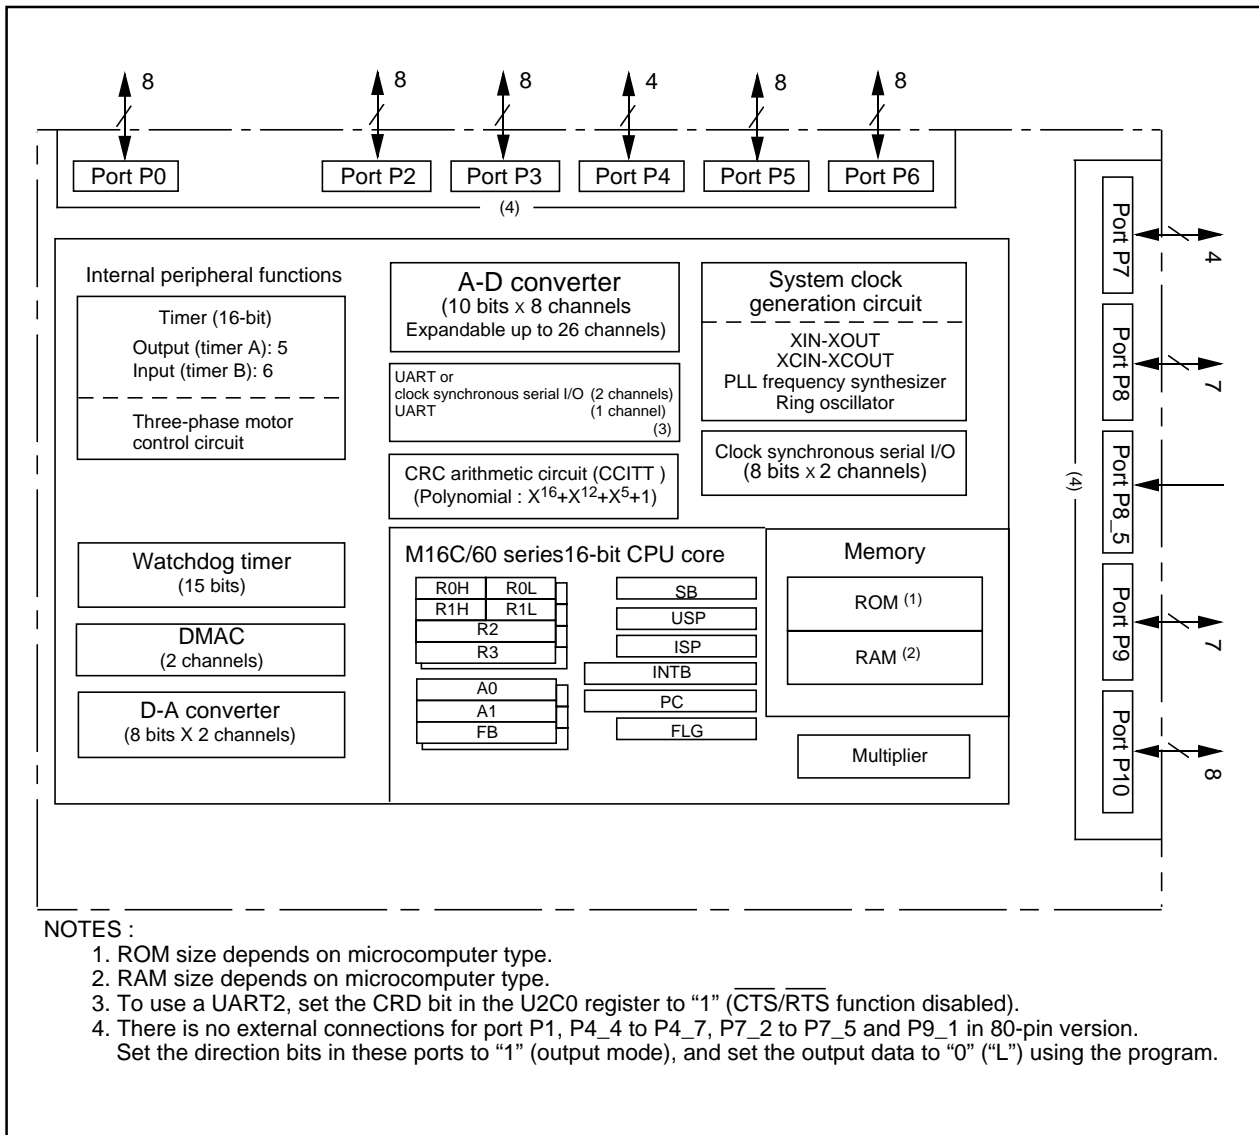 8
8
8
4
8
8
Port P0
Port P2
Port P3
Port P4
Port P5
Port P6
(4)
Port P7
4
Port P8
7
(4)
Port P8_5
Port P9
7
Port P10
8
Internal peripheral functions
Timer (16-bit)
Output (timer A): 5
Input (timer B): 6
Three-phase motor
control circuit
Watchdog timer
(15 bits)
DMAC
(2 channels)
D-A converter
(8 bits X 2 channels)
A-D converter
(10 bits x 8 channels
Expandable up to 26 channels)
UART or
clock synchronous serial I/O (2 channels)
UART (1 channel)
(3)
CRC arithmetic circuit (CCITT )
(Polynomial : X16+X12+X5+1)
System clock
generation circuit
XIN-XOUT
XCIN-XCOUT
PLL frequency synthesizer
Ring oscillator
Clock synchronous serial I/O
(8 bits x 2 channels)
M16C/60 series16-bit CPU core
R0H R0L
R1H R1L
R2
R3
A0
A1
FB
SB
USP
ISP
INTB
PC
FLG
Memory
ROM (1)
RAM (2)
Multiplier
NOTES :
1. ROM size depends on microcomputer type.
2. RAM size depends on microcomputer type.
3. To use a UART2, set the CRD bit in the U2C0 register to “1” (CTS/RTS function disabled).
4. There is no external connections for port P1, P4_4 to P4_7, P7_2 to P7_5 and P9_1 in 80-pin version.
Set the direction bits in these ports to “1” (output mode), and set the output data to “0” (“L”) using the program.